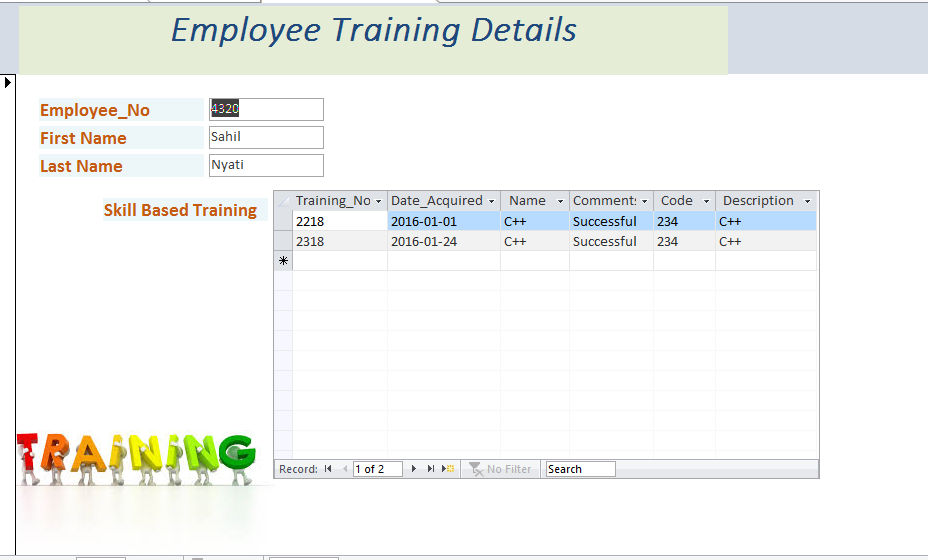 Employee Training Details
Employee_No 4320
First Name Sahil
Last Name Nyati
Skill Based Training
Training_No Date_Acquired Name Comments Code Description
2218 2016-01-01 C++ Successful 234 C++
2318 2016-01-24 C++ Successful 234 C++
TRAINING
Record: 1 of 2 No Filter Search